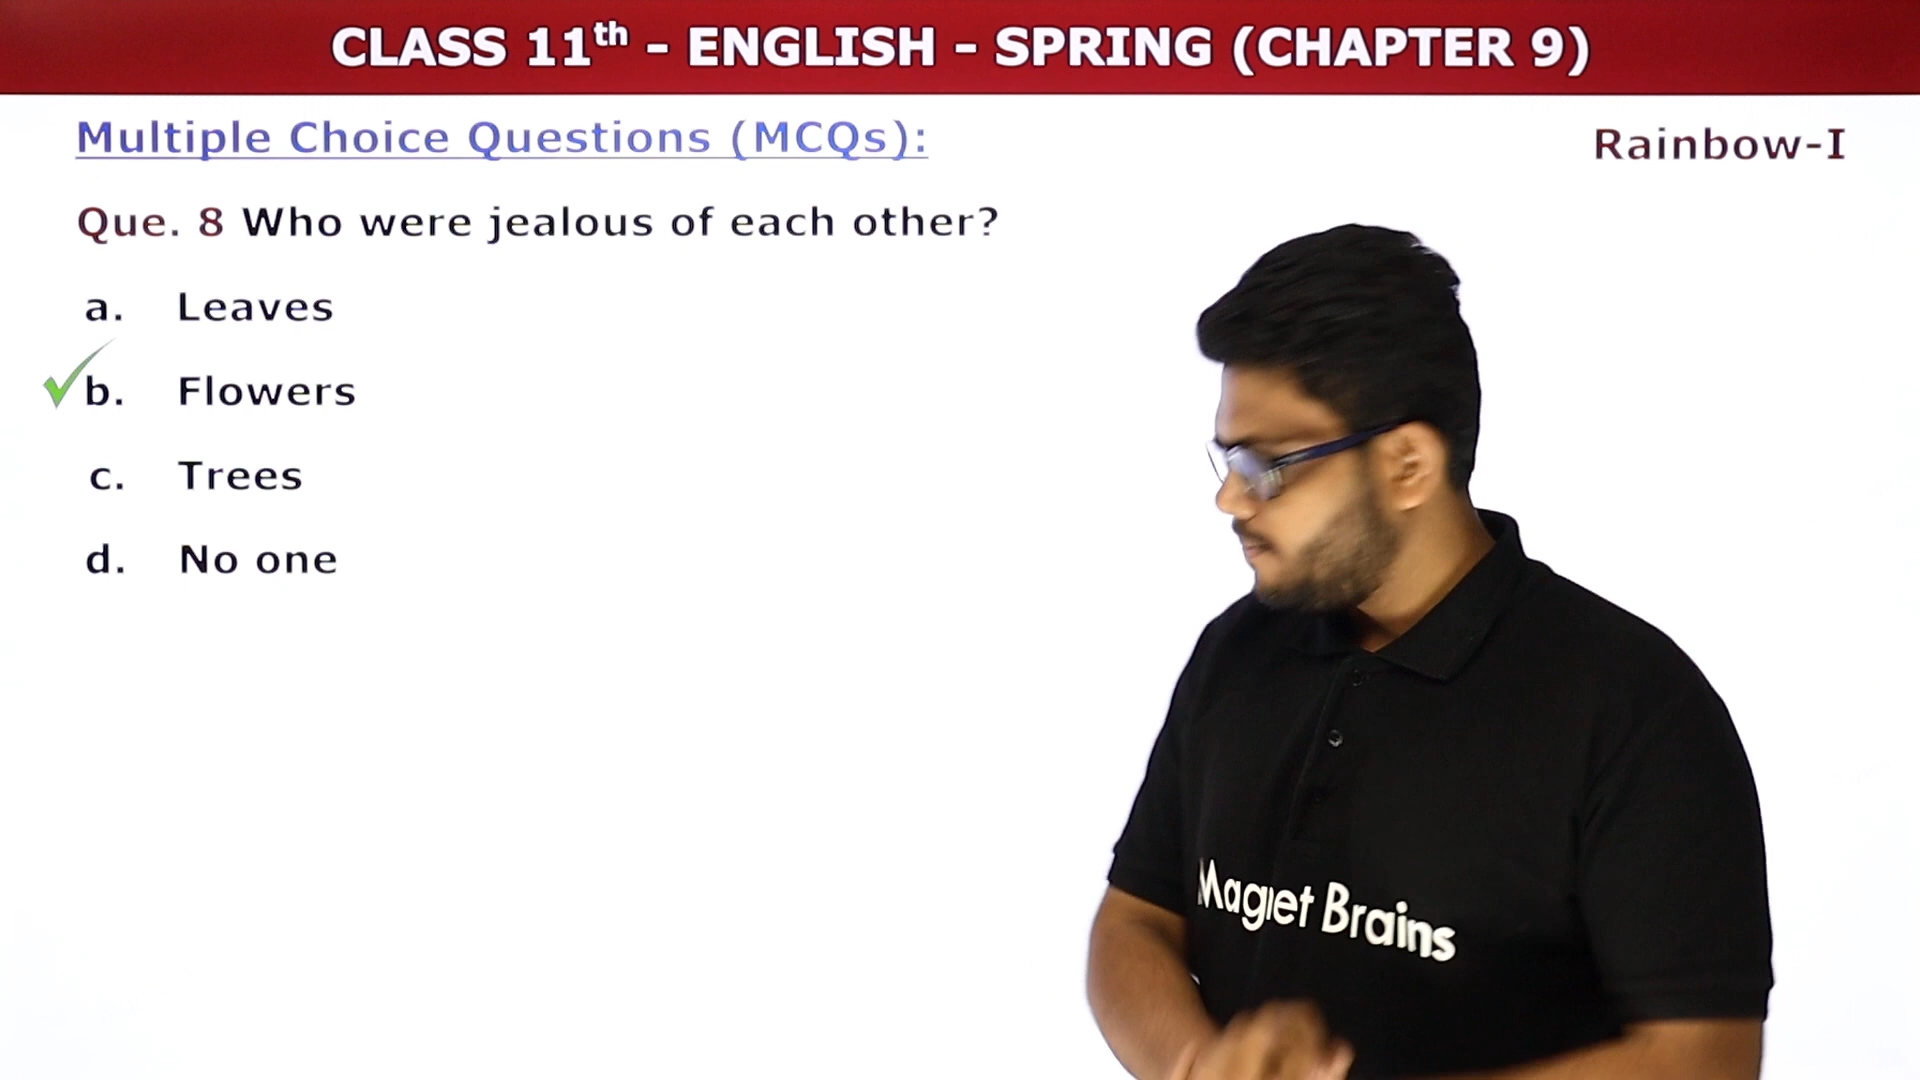 CLASS 11th - ENGLISH - SPRING (CHAPTER 9)
Multiple Choice Questions (MCQs):
Rainbow-I
Que. 8 Who were jealous of each other?
a. Leaves
b. Flowers
c. Trees
d. No one
Magnet Brains